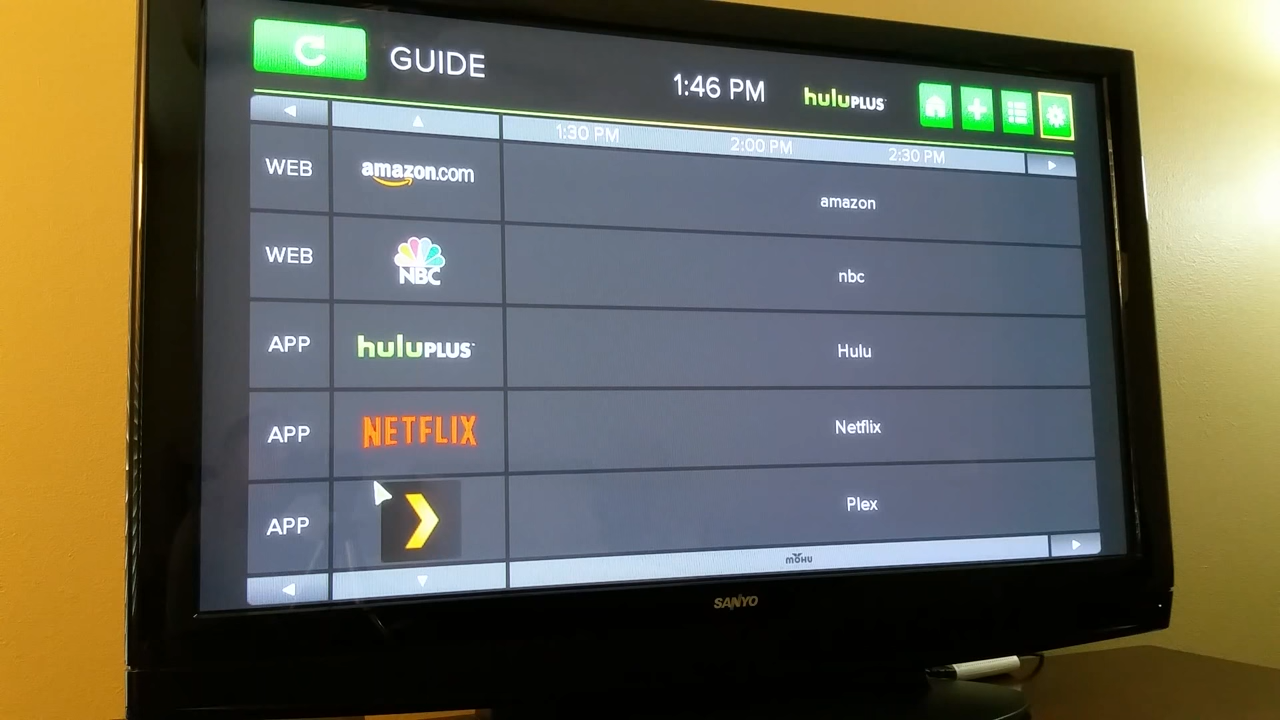 GUIDE
1:46 PM
huluPLUS
1:30 PM
2:00 PM
2:30 PM
WEB
amazon.com
amazon
WEB
NBC
nbc
APP
huluPLUS
Hulu
APP
NETFLIX
Netflix
APP
Plex
mohu
SANYO